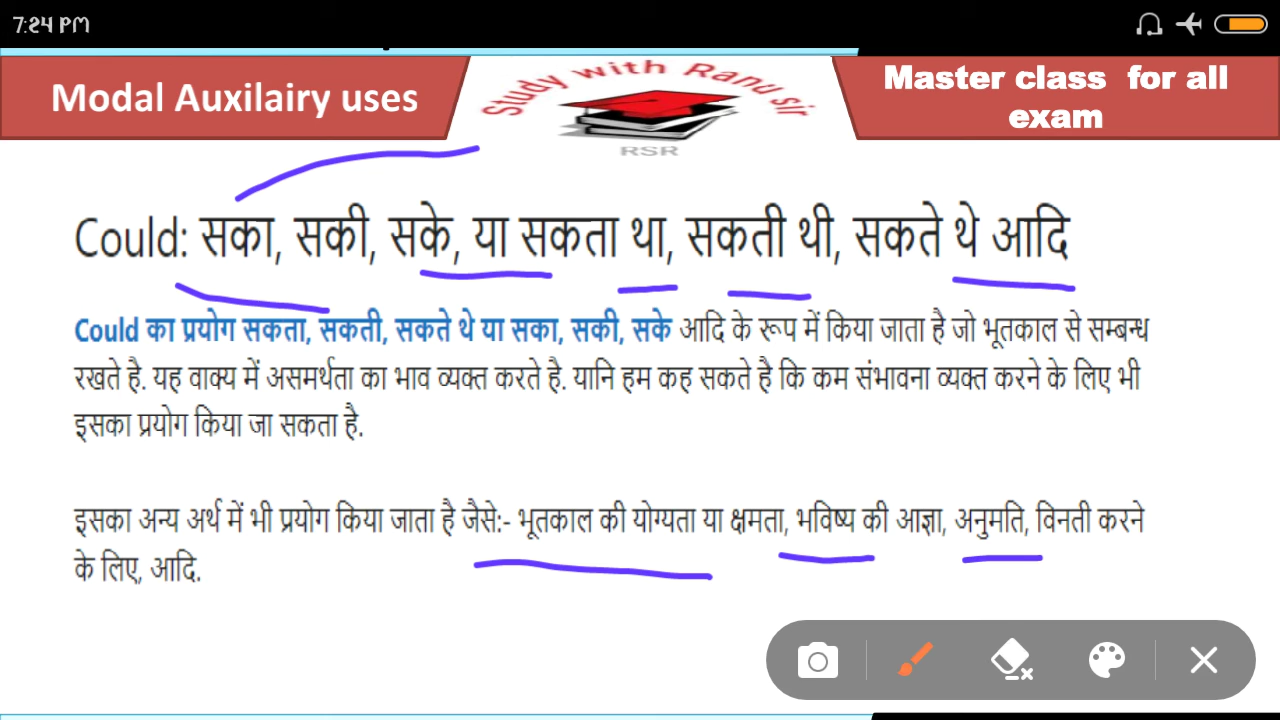 7:24 PM
Modal Auxilairy uses
Study with Ranu sir
RSR
Master class for all
exam
Could: सका, सकी, सके, या सकता था, सकती थी, सकते थे आदि
Could का प्रयोग सकता, सकती, सकते थे या सका, सकी, सके आदि के रूप में किया जाता है जो भूतकाल से सम्बन्ध
रखते है. यह वाक्य में असमर्थता का भाव व्यक्त करते है. यानि हम कह सकते है कि कम संभावना व्यक्त करने के लिए भी
इसका प्रयोग किया जा सकता है.
इसका अन्य अर्थ में भी प्रयोग किया जाता है जैसे:- भूतकाल की योग्यता या क्षमता, भविष्य की आज्ञा, अनुमति, विनती करने
के लिए, आदि.